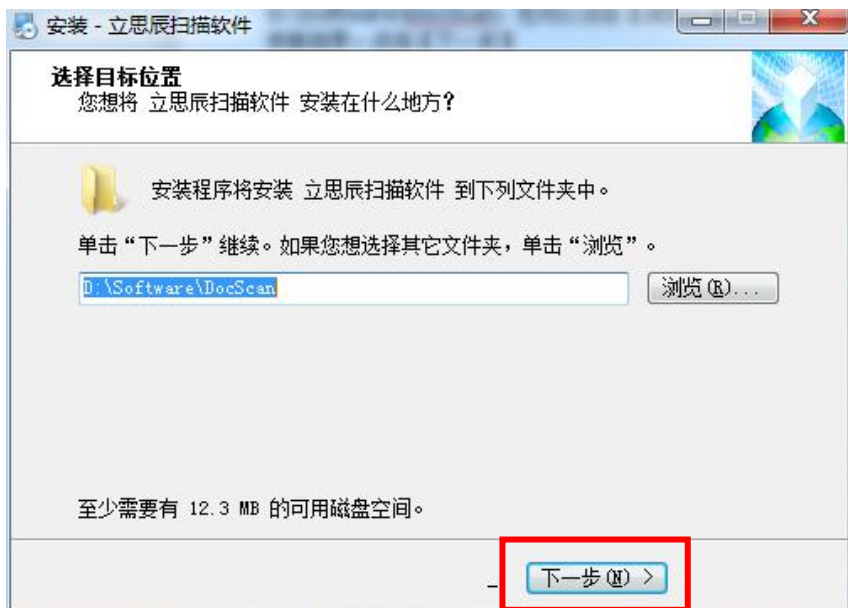 安装 - 立思辰扫描软件
选择目标位置
您想将 立思辰扫描软件 安装在什么地方?
安装程序将安装 立思辰扫描软件 到下列文件夹中。
单击“下一步”继续。如果您想选择其它文件夹，单击“浏览”。
D:\Software\DocScan
浏览(R)...
至少需要有 12.3 MB 的可用磁盘空间。
下一步(N) >